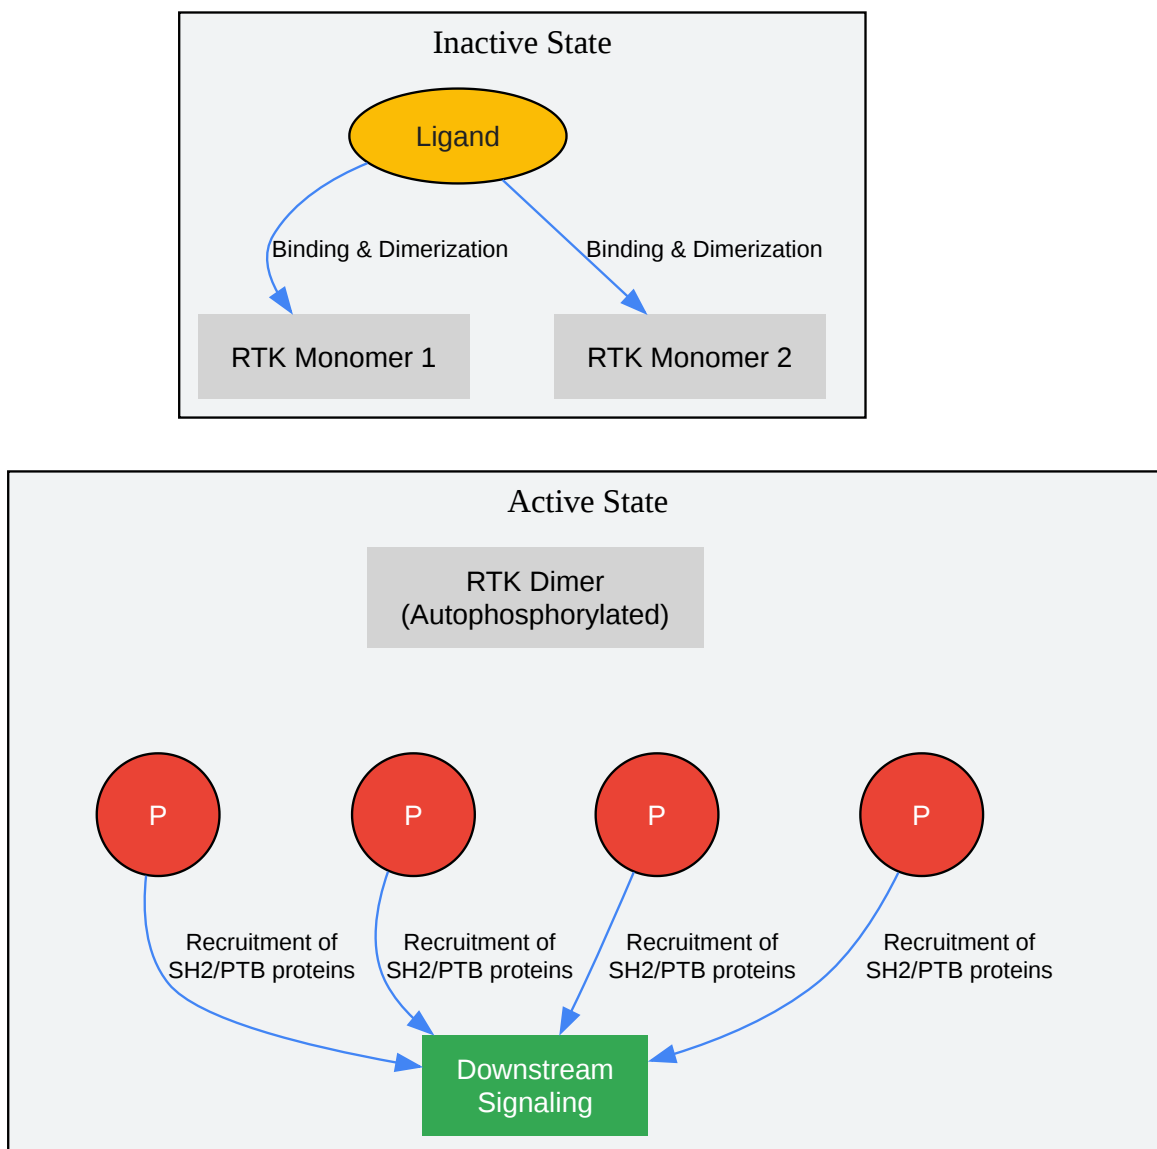 Inactive State
Ligand
Binding & Dimerization
Binding & Dimerization
RTK Monomer 1
RTK Monomer 2
Active State
RTK Dimer
(Autophosphorylated)
P
P
P
P
Recruitment of
SH2/PTB proteins
Recruitment of
SH2/PTB proteins
Recruitment of
SH2/PTB proteins
Recruitment of
SH2/PTB proteins
Downstream
Signaling